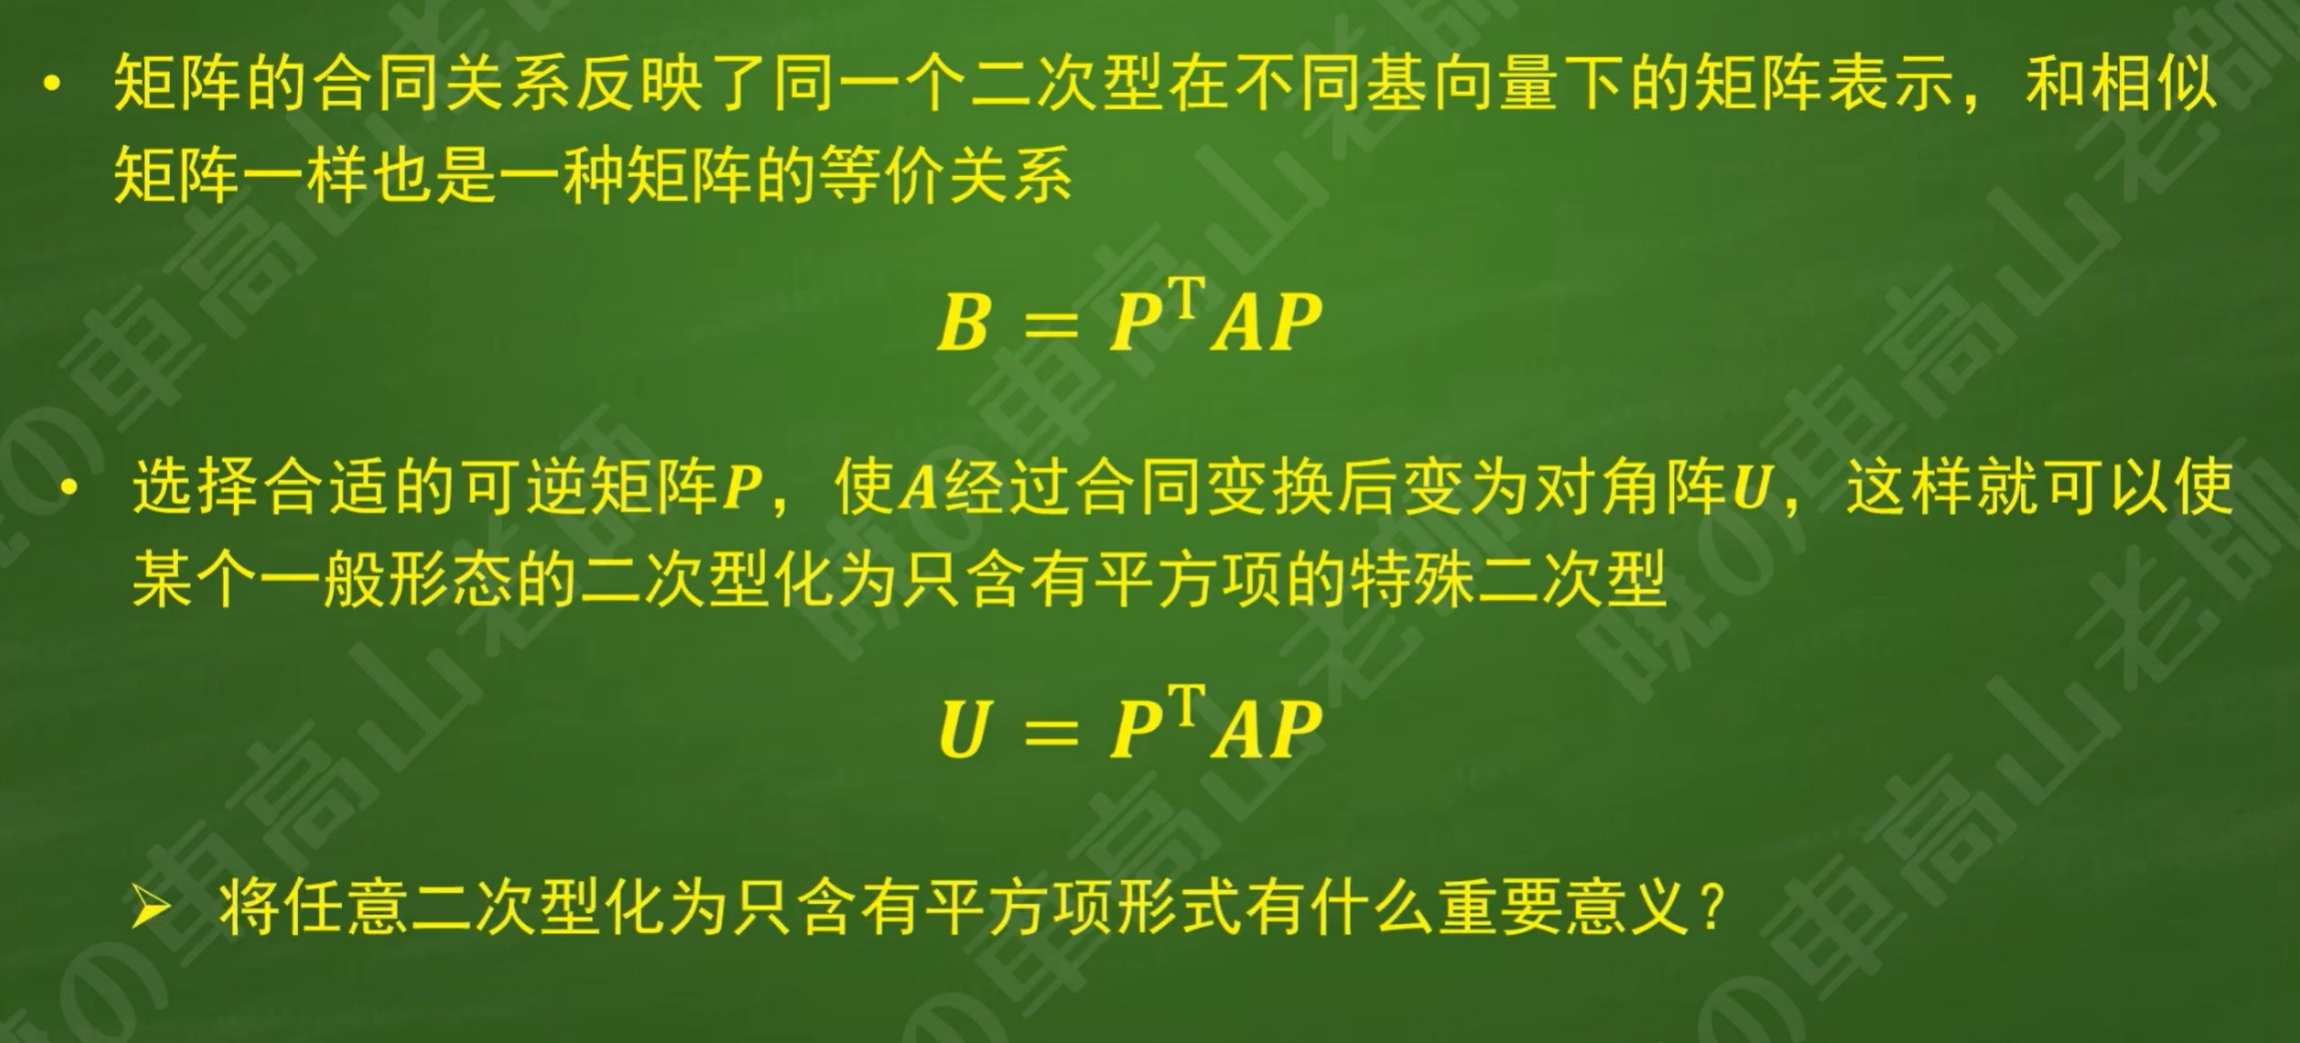 • 矩阵的合同关系反映了同一个二次型在不同基向量下的矩阵表示，和相似
矩阵一样也是一种矩阵的等价关系
B = PᵀAP
• 选择合适的可逆矩阵P，使A经过合同变换后变为对角阵U，这样就可以使
某个一般形态的二次型化为只含有平方项的特殊二次型
U = PᵀAP
➢ 将任意二次型化为只含有平方项形式有什么重要意义？